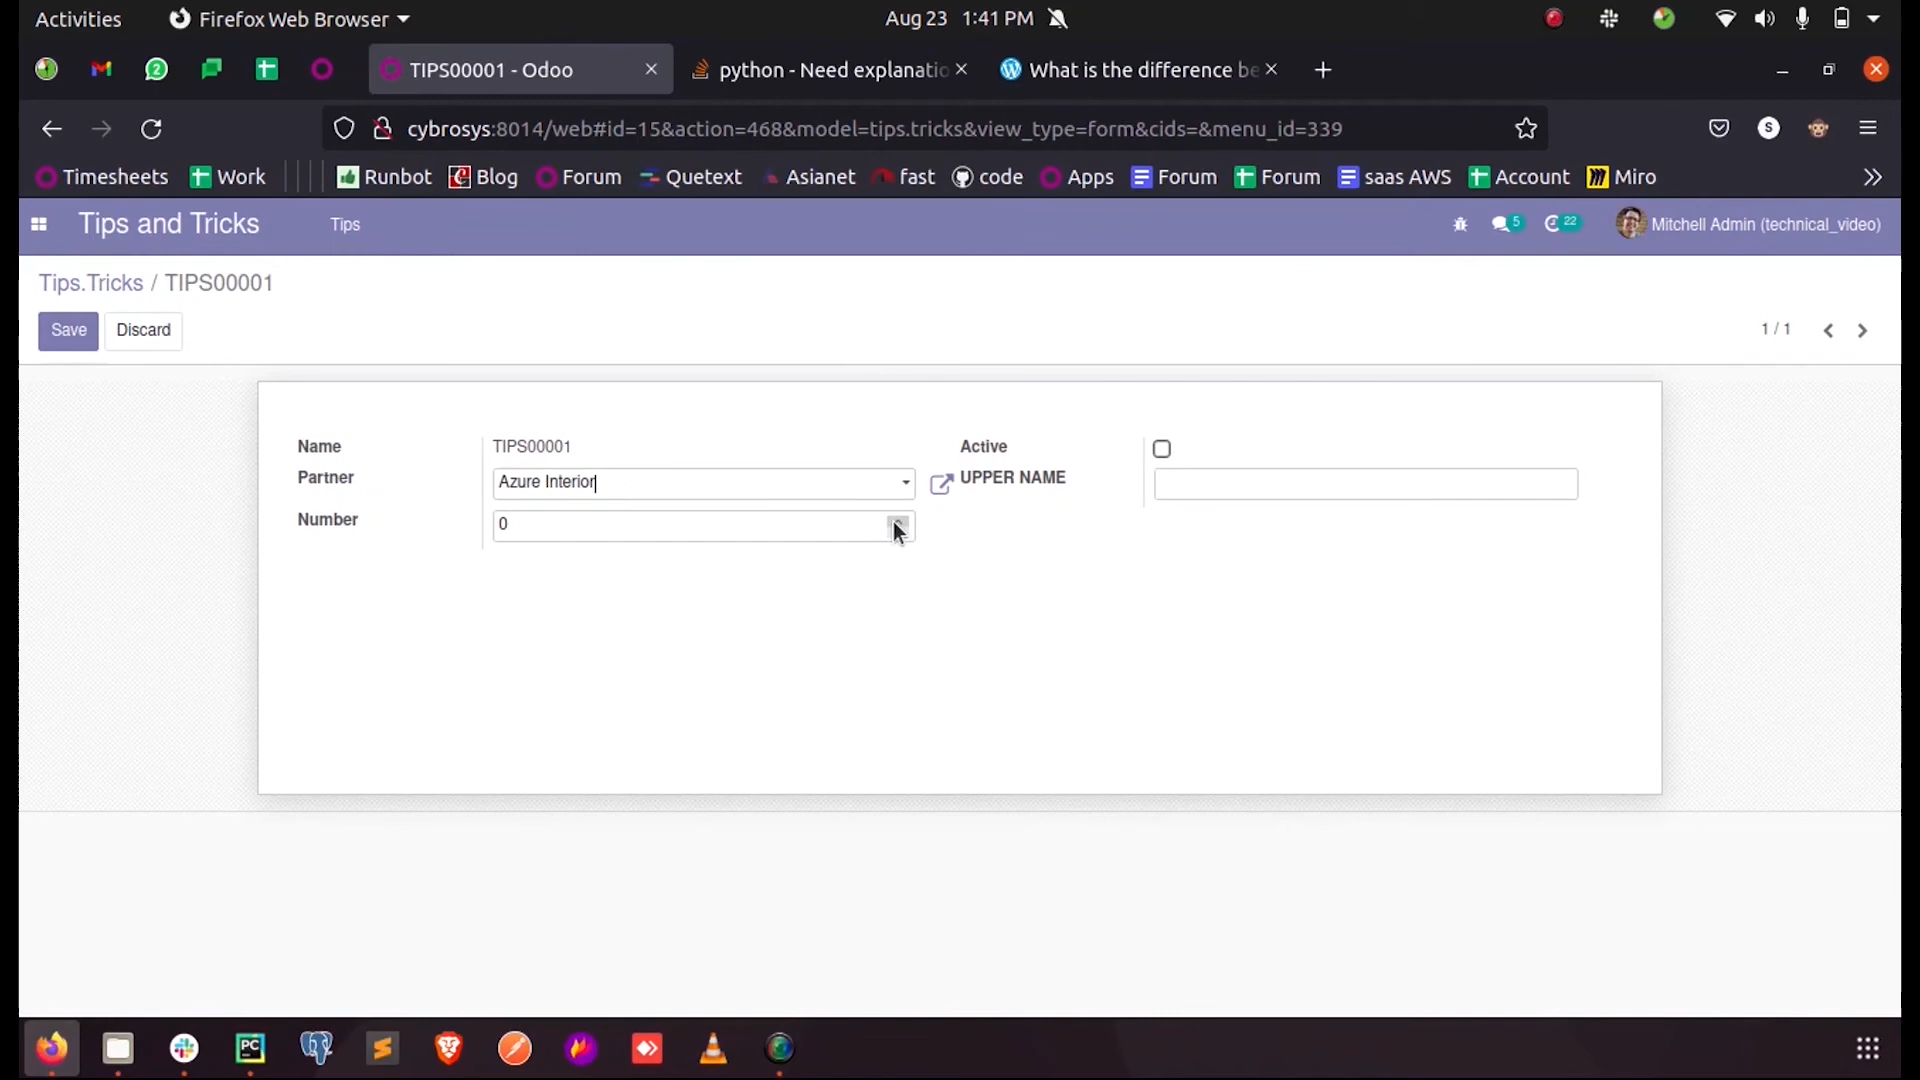 Activities Firefox Web Browser Aug 23 1:41 PM
TIPS00001 - Odoo python - Need explanatio What is the difference be
cybrosys:8014/web#id=15&action=468&model=tips.tricks&view_type=form&cids=&menu_id=339 S
Timesheets Work Runbot Blog Forum Quetext Asianet fast code Apps Forum Forum saas AWS Account Miro
Tips and Tricks Tips 5 22 Mitchell Admin (technical_video)
Tips.Tricks / TIPS00001
Save Discard 1 / 1
Name TIPS00001 Active
Partner Azure Interior UPPER NAME
Number 0
PC